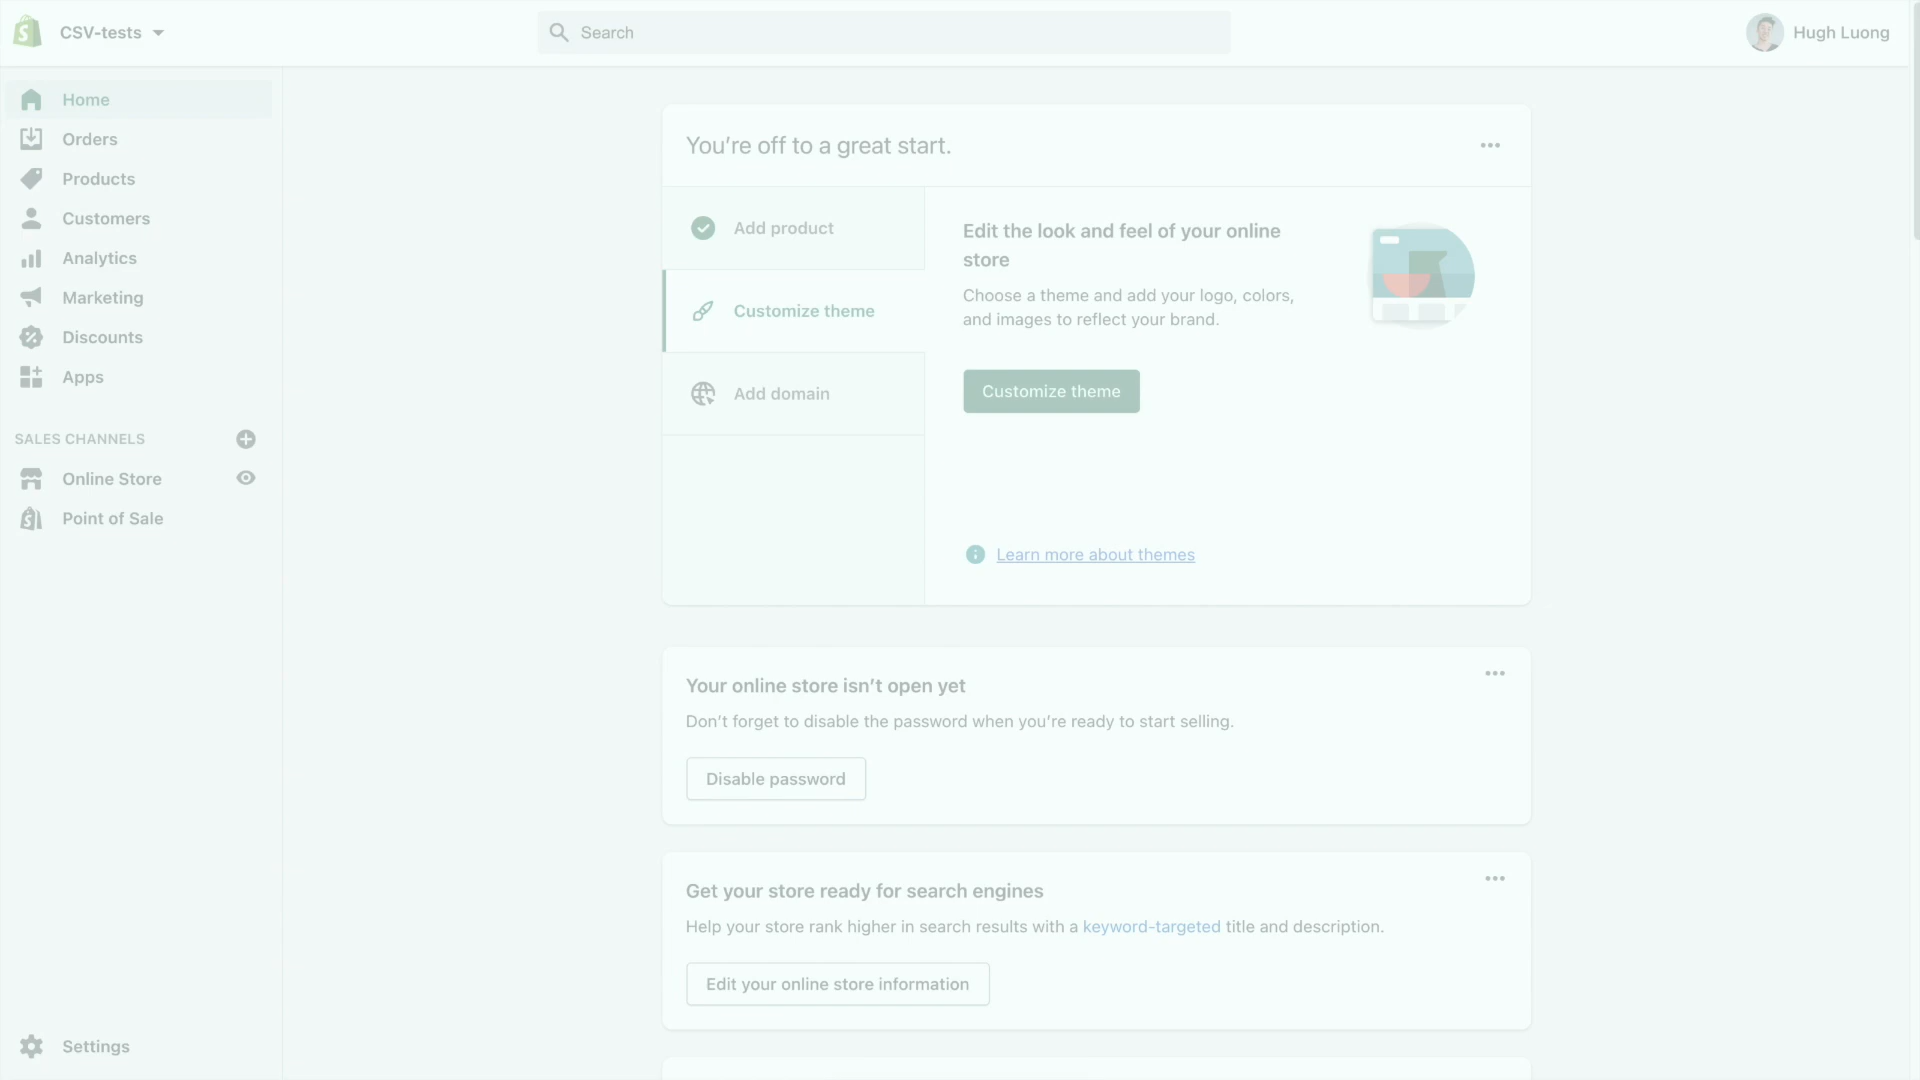 CSV-tests
Search
Hugh Luong
Home
Orders
Products
Customers
Analytics
Marketing
Discounts
Apps
SALES CHANNELS
Online Store
Point of Sale
Settings
You’re off to a great start.
Add product
Customize theme
Add domain
Edit the look and feel of your online
store
Choose a theme and add your logo, colors,
and images to reflect your brand.
Customize theme
Learn more about themes
Your online store isn’t open yet
Don’t forget to disable the password when you’re ready to start selling.
Disable password
Get your store ready for search engines
Help your store rank higher in search results with a keyword-targeted title and description.
Edit your online store information